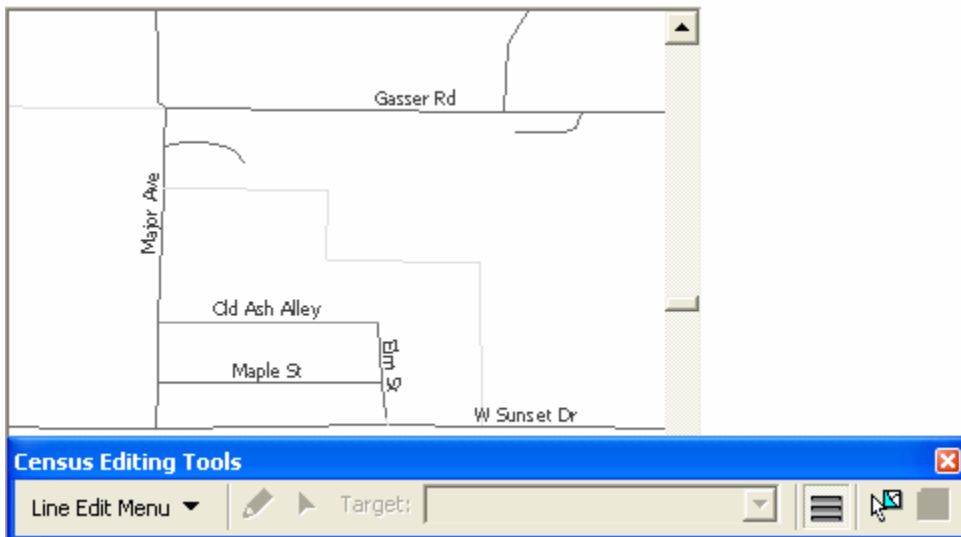 Gasser Rd
Major Ave
Old Ash Alley
Elm St
Maple St
W Sunset Dr
Census Editing Tools
Line Edit Menu
Target: